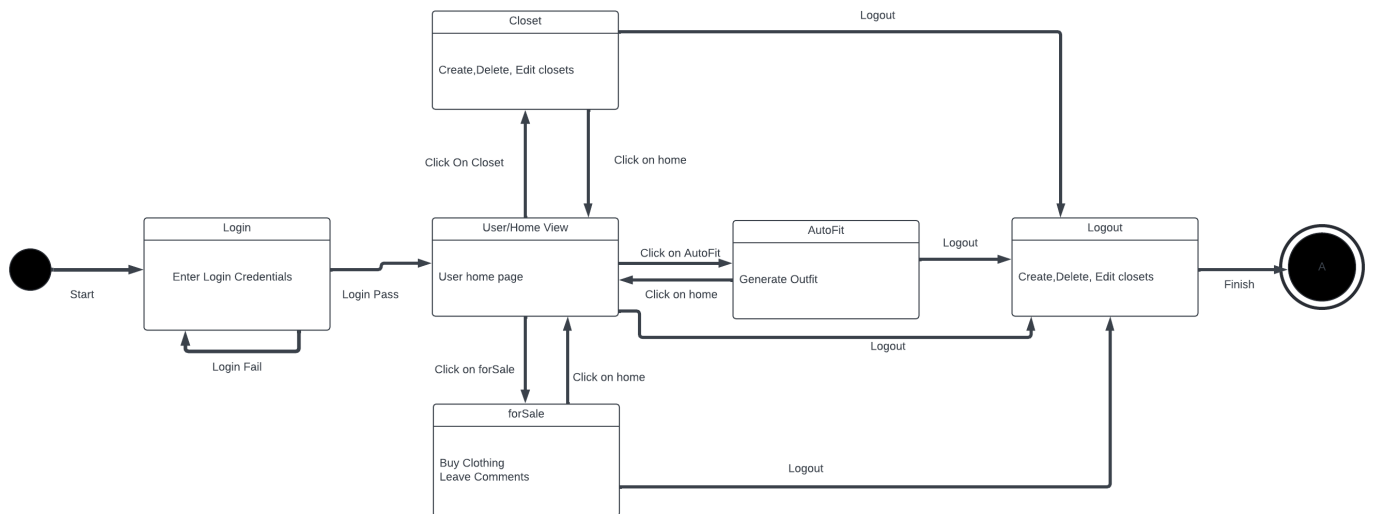 Closet
Create,Delete, Edit closets
Logout
Click On Closet
Click on home
Login
Enter Login Credentials
Start
Login Fail
Login Pass
User/Home View
User home page
Click on AutoFit
Click on home
AutoFit
Generate Outfit
Logout
Logout
Create,Delete, Edit closets
Finish
A
Logout
Click on forSale
Click on home
forSale
Buy Clothing
Leave Comments
Logout